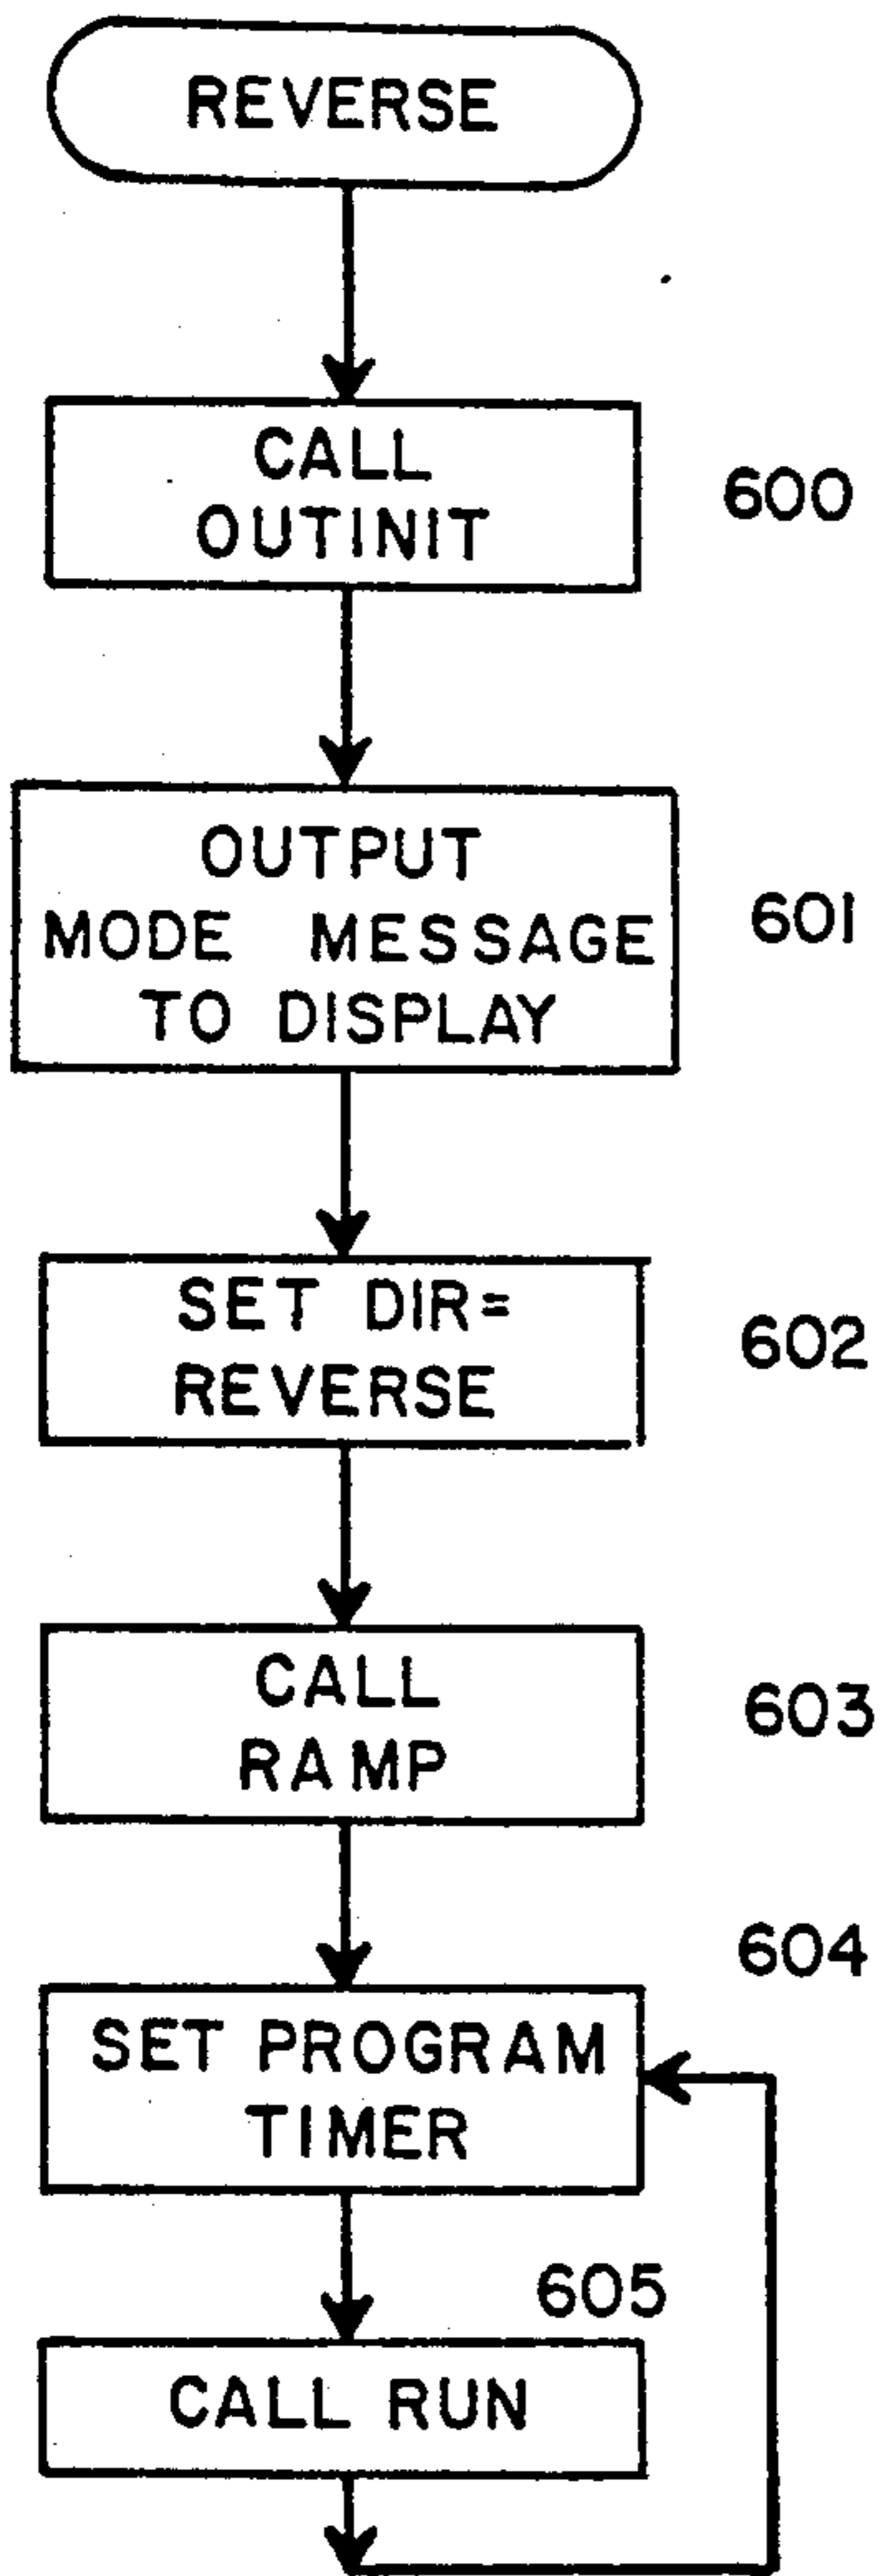 REVERSE
CALL
OUTINIT
600
OUTPUT
MODE MESSAGE
TO DISPLAY
601
SET DIR=
REVERSE
602
CALL
RAMP
603
604
SET PROGRAM
TIMER
605
CALL RUN